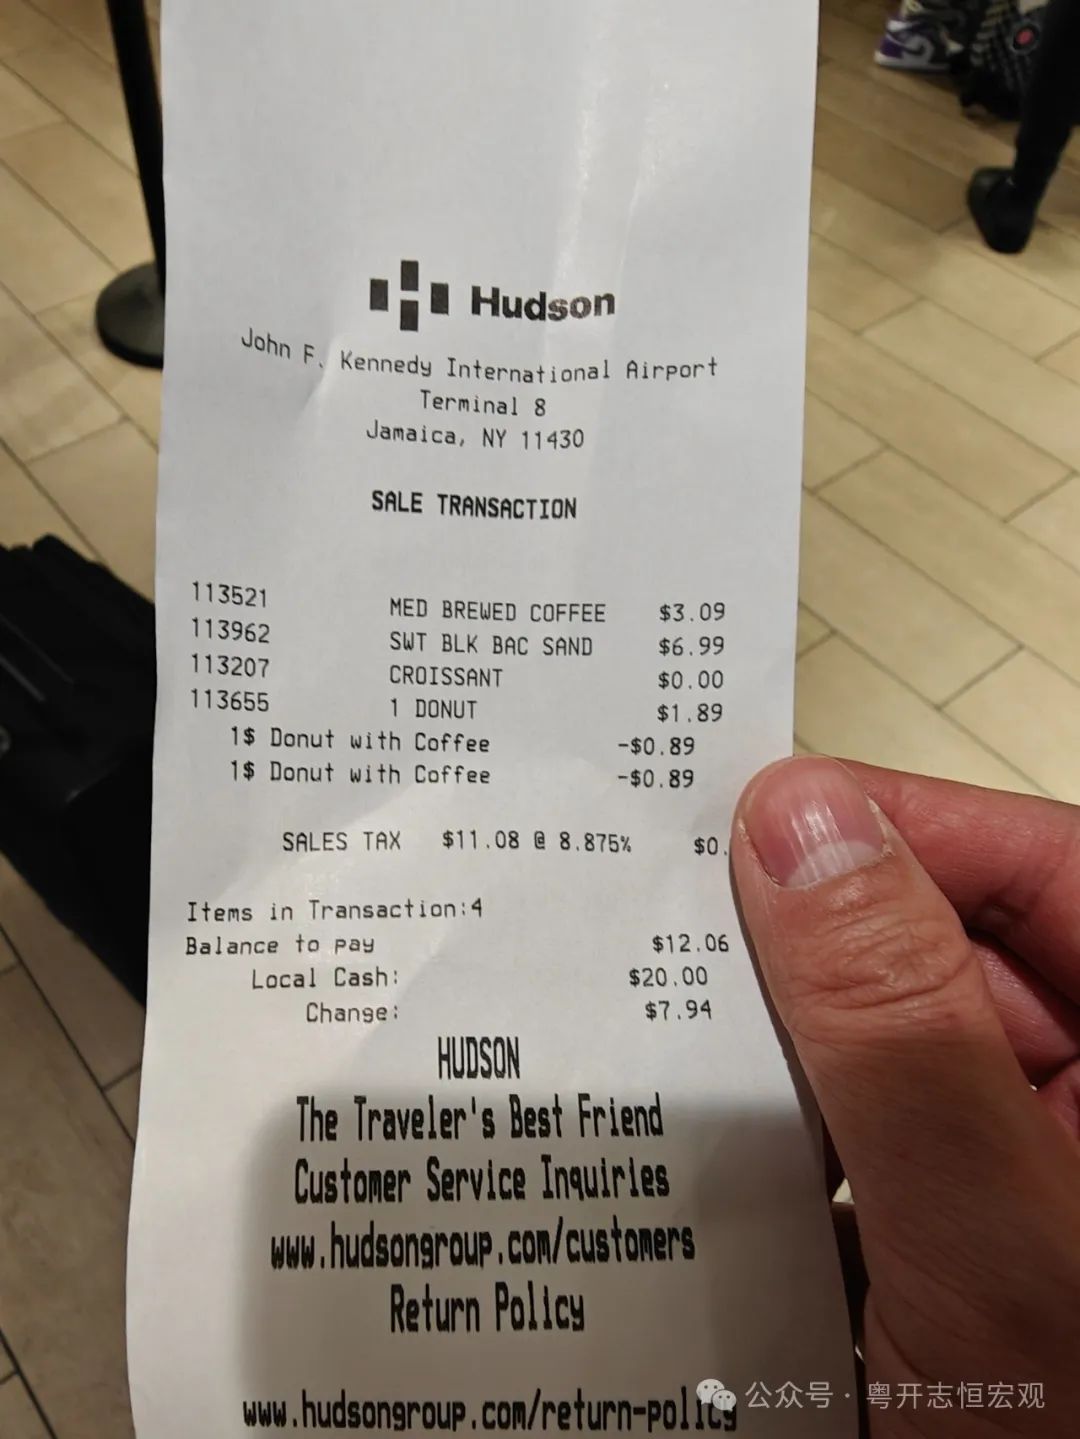 Hudson
John F. Kennedy International Airport
Terminal 8
Jamaica, NY 11430
SALE TRANSACTION
113521 MED BREWED COFFEE $3.09
113962 SWT BLK BAC SAND $6.99
113207 CROISSANT $0.00
113655 1 DONUT $1.89
1$ Donut with Coffee -$0.89
1$ Donut with Coffee -$0.89
SALES TAX $11.08 @ 8.875% $0.
Items in Transaction:4
Balance to pay $12.06
Local Cash: $20.00
Change: $7.94
HUDSON
The Traveler's Best Friend
Customer Service Inquiries
www.hudsongroup.com/customers
Return Policy
www.hudsongroup.com/return-policy
公众号·粤开志恒宏观